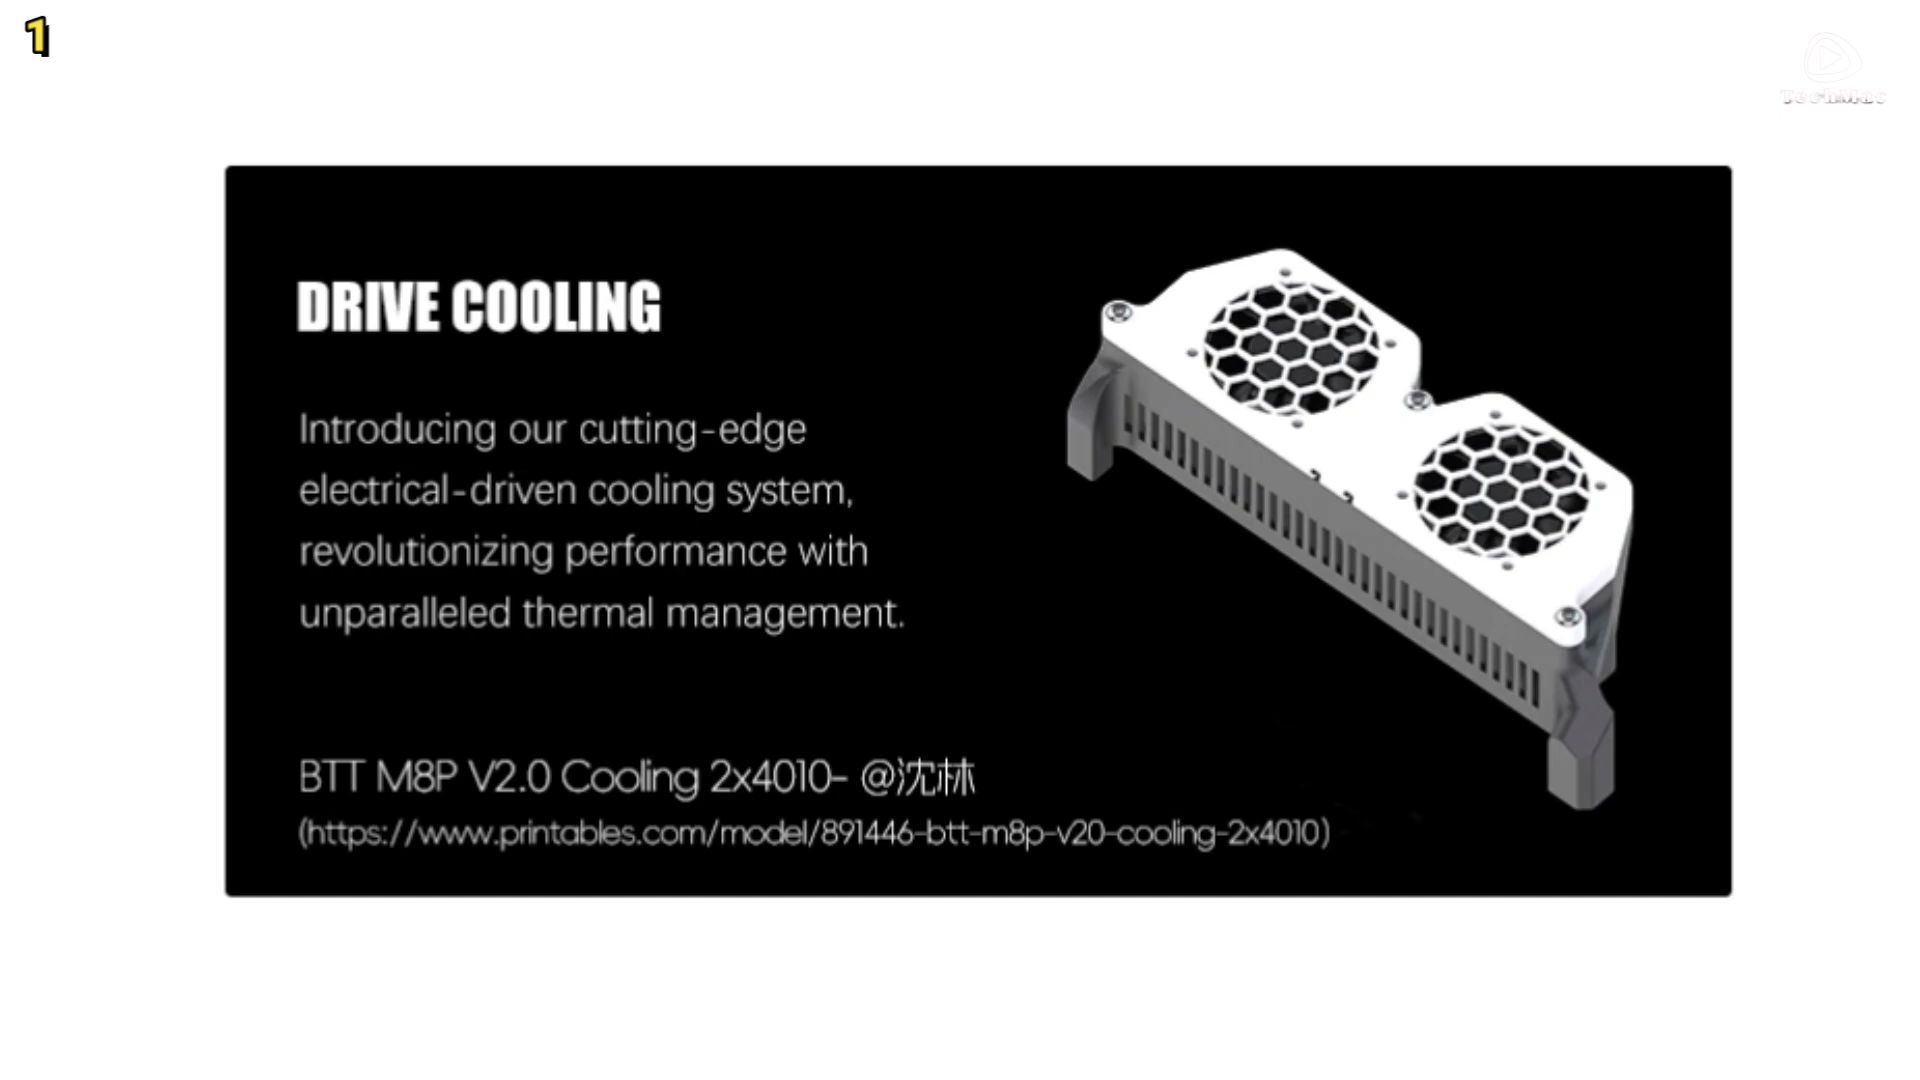 1
TechMac
DRIVE COOLING
Introducing our cutting-edge
electrical-driven cooling system,
revolutionizing performance with
unparalleled thermal management.
BTT M8P V2.0 Cooling 2x4010- @沈林
(https://www.printables.com/model/891446-btt-m8p-v20-cooling-2x4010)